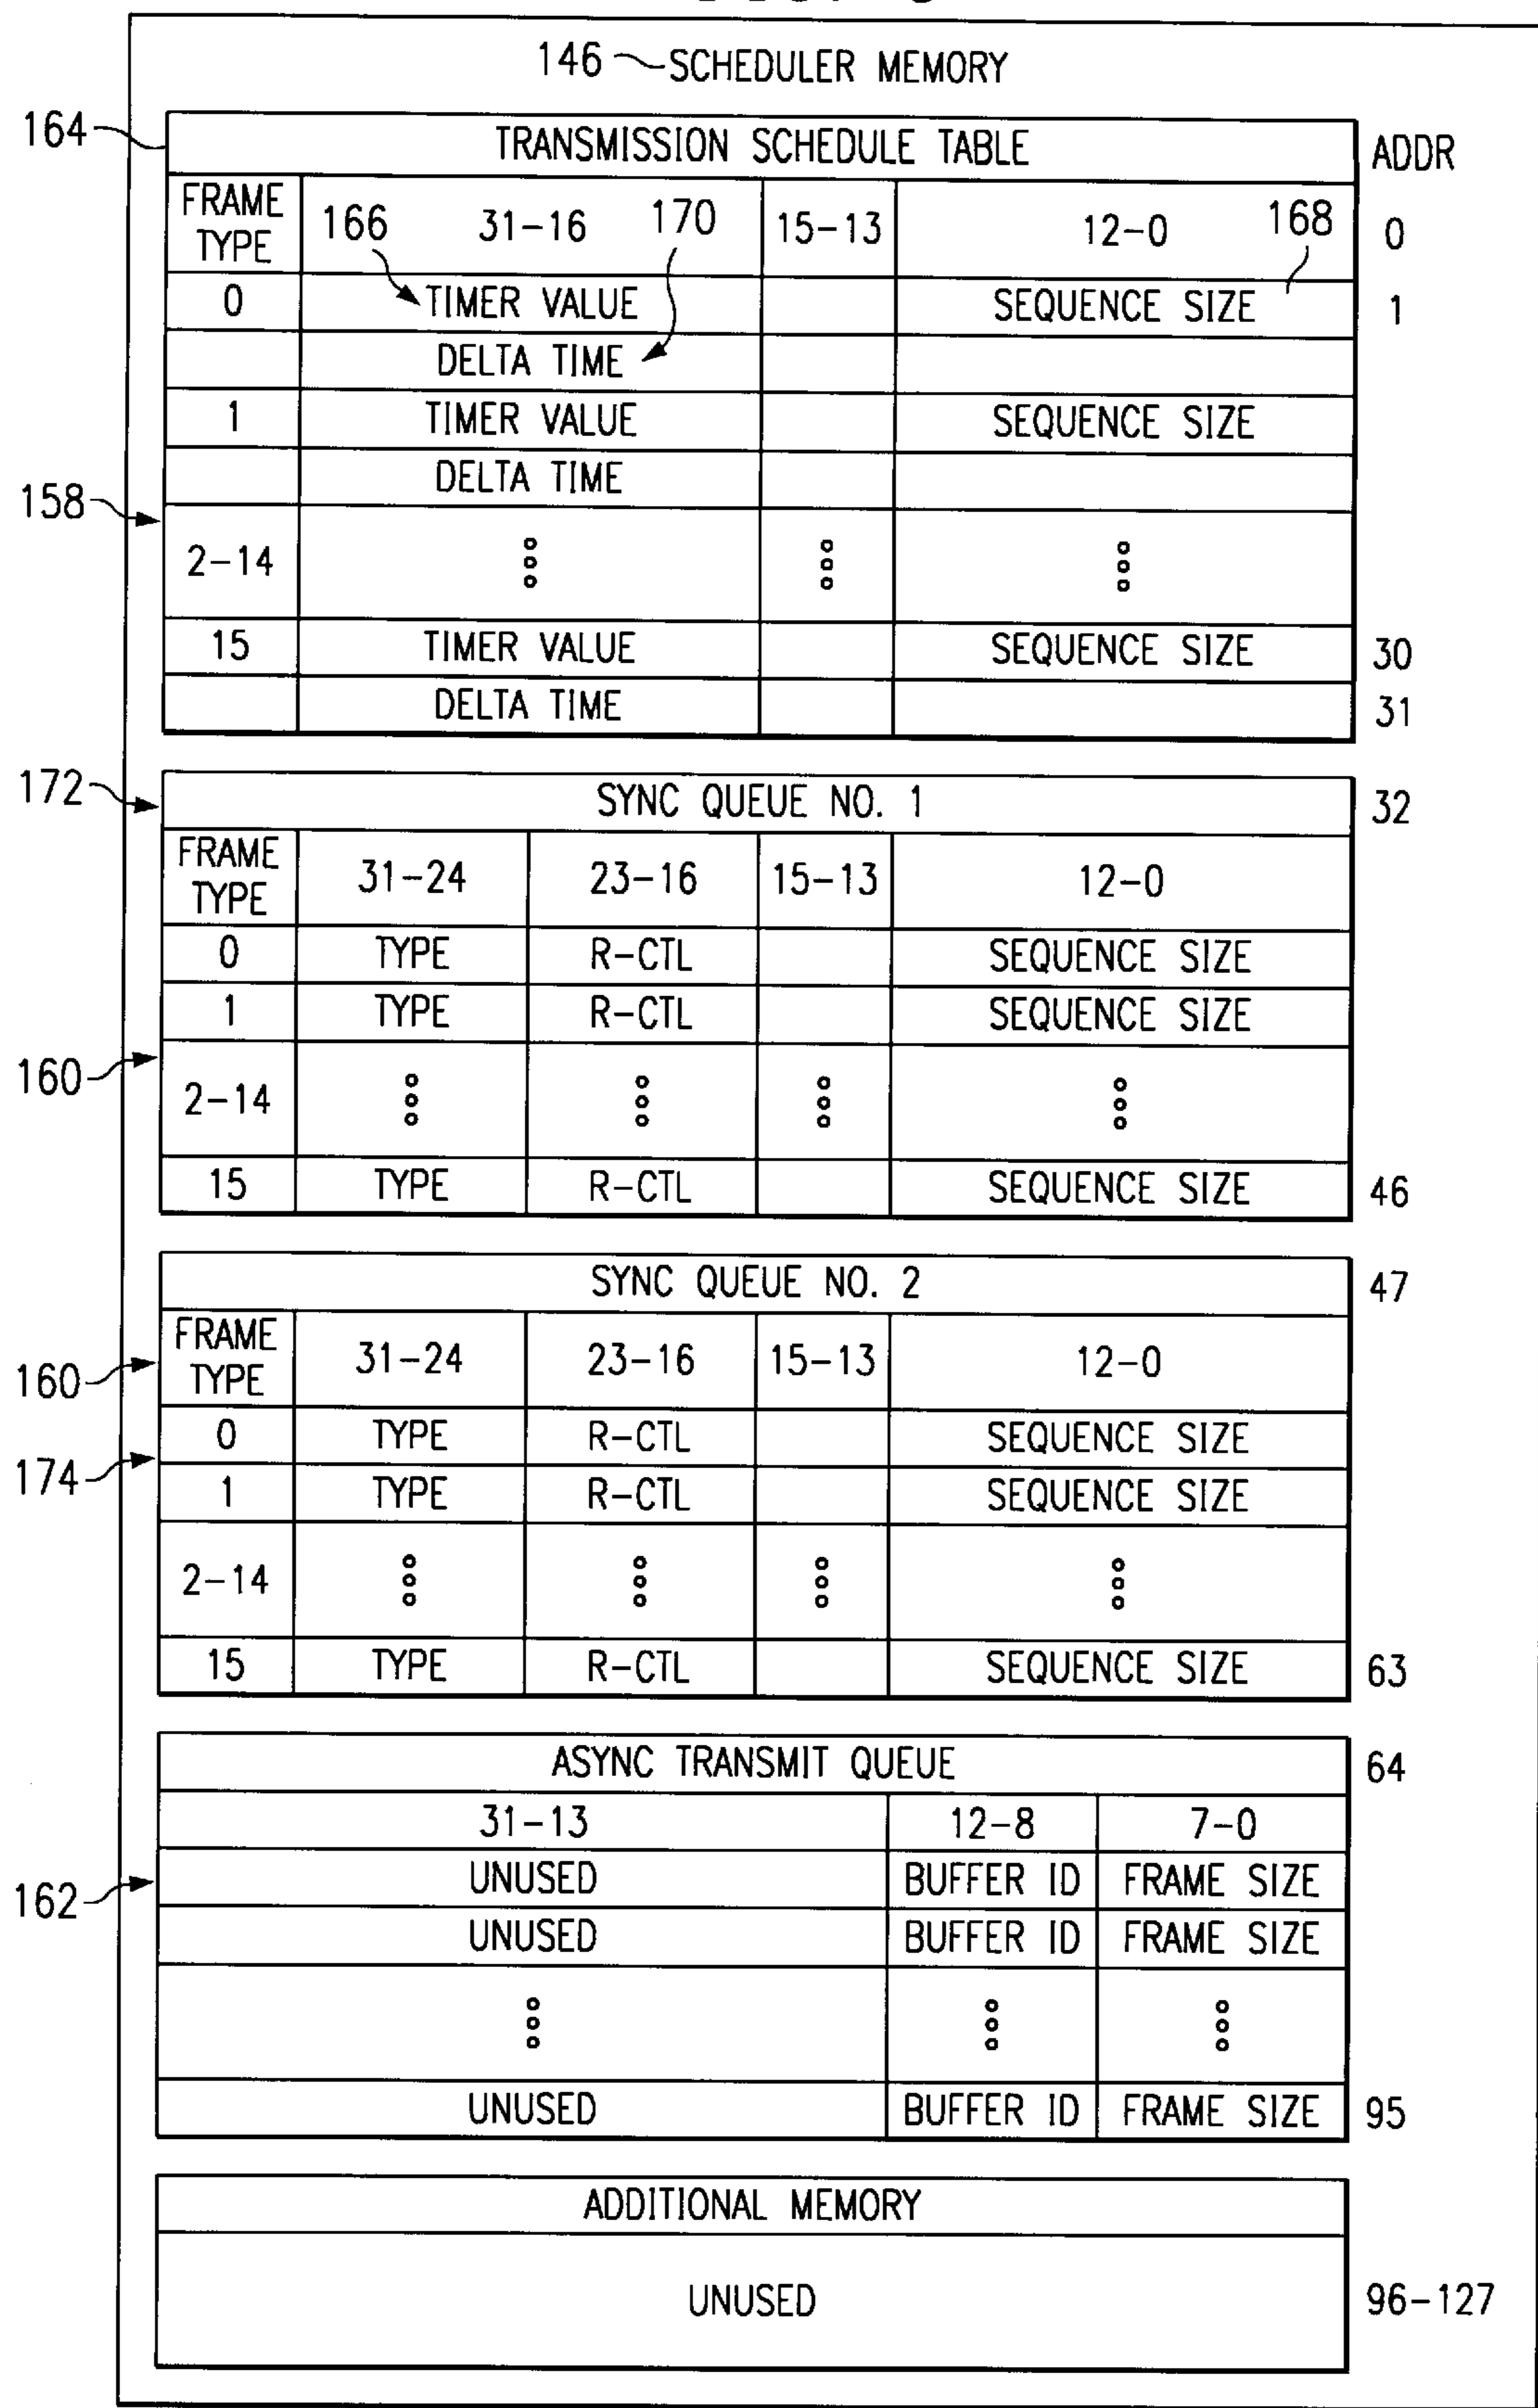 146 SCHEDULER MEMORY
164 TRANSMISSION SCHEDULE TABLE ADDR
FRAME TYPE 166 31-16 170 15-13 12-0 168 0
0 TIMER VALUE SEQUENCE SIZE 1
DELTA TIME
1 TIMER VALUE SEQUENCE SIZE
DELTA TIME
158
2-14
15 TIMER VALUE SEQUENCE SIZE 30
DELTA TIME 31
172 SYNC QUEUE NO. 1 32
FRAME TYPE 31-24 23-16 15-13 12-0
0 TYPE R-CTL SEQUENCE SIZE
1 TYPE R-CTL SEQUENCE SIZE
160
2-14
15 TYPE R-CTL SEQUENCE SIZE 46
SYNC QUEUE NO. 2 47
160 FRAME TYPE 31-24 23-16 15-13 12-0
0 TYPE R-CTL SEQUENCE SIZE
174
1 TYPE R-CTL SEQUENCE SIZE
2-14
15 TYPE R-CTL SEQUENCE SIZE 63
ASYNC TRANSMIT QUEUE 64
31-13 12-8 7-0
162 UNUSED BUFFER ID FRAME SIZE
UNUSED BUFFER ID FRAME SIZE
UNUSED BUFFER ID FRAME SIZE 95
ADDITIONAL MEMORY
UNUSED 96-127